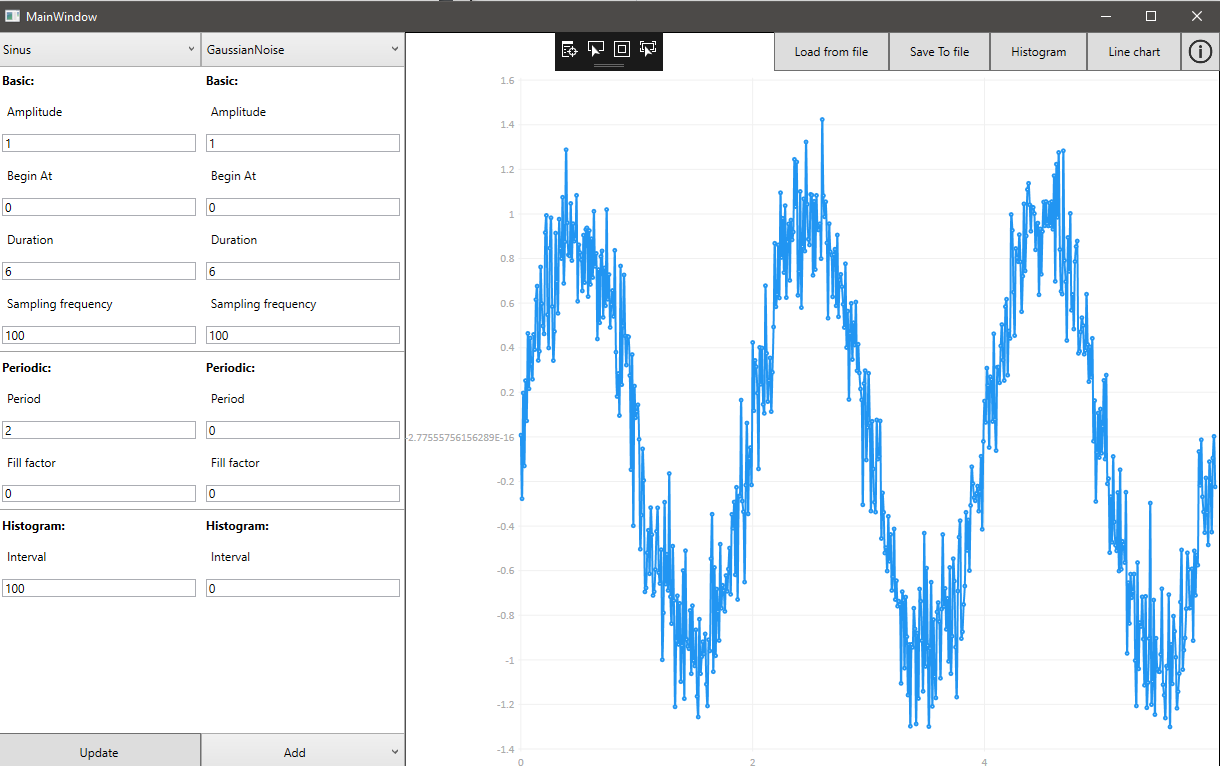 MainWindow
Sinus GaussianNoise
Load from file Save To file Histogram Line chart
Basic: Basic:
Amplitude Amplitude
1 1
Begin At Begin At
0 0
Duration Duration
6 6
Sampling frequency Sampling frequency
100 100
Periodic: Periodic:
Period Period
2 0
Fill factor Fill factor
0 0
Histogram: Histogram:
Interval Interval
100 0
Update Add
1.6
1.4
1.2
1
0.8
0.6
0.4
0.2
-2.77555756156289E-16
-0.2
-0.4
-0.6
-0.8
-1
-1.2
-1.4
0 2 4